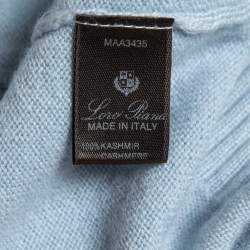 MAA3435
Loro Piana
MADE IN ITALY
100% KASHMIR
CASHMERE